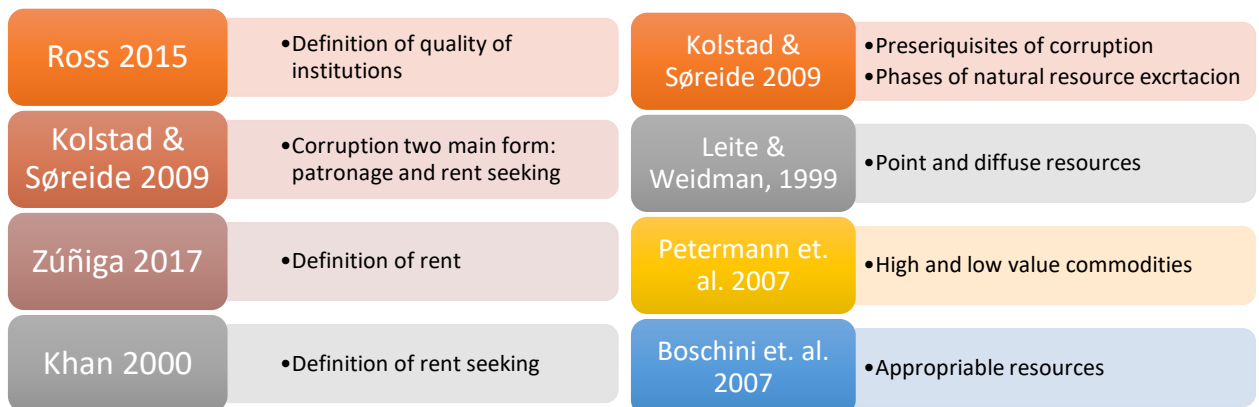 Ross 2015
•Definition of quality of
institutions
Kolstad &
Søreide 2009
•Corruption two main form:
patronage and rent seeking
Zúñiga 2017
•Definition of rent
Khan 2000
•Definition of rent seeking
Kolstad &
Søreide 2009
•Preseriquisites of corruption
•Phases of natural resource excrtacion
Leite &
Weidman, 1999
•Point and diffuse resources
Petermann et.
al. 2007
•High and low value commodities
Boschini et. al.
2007
•Appropriable resources